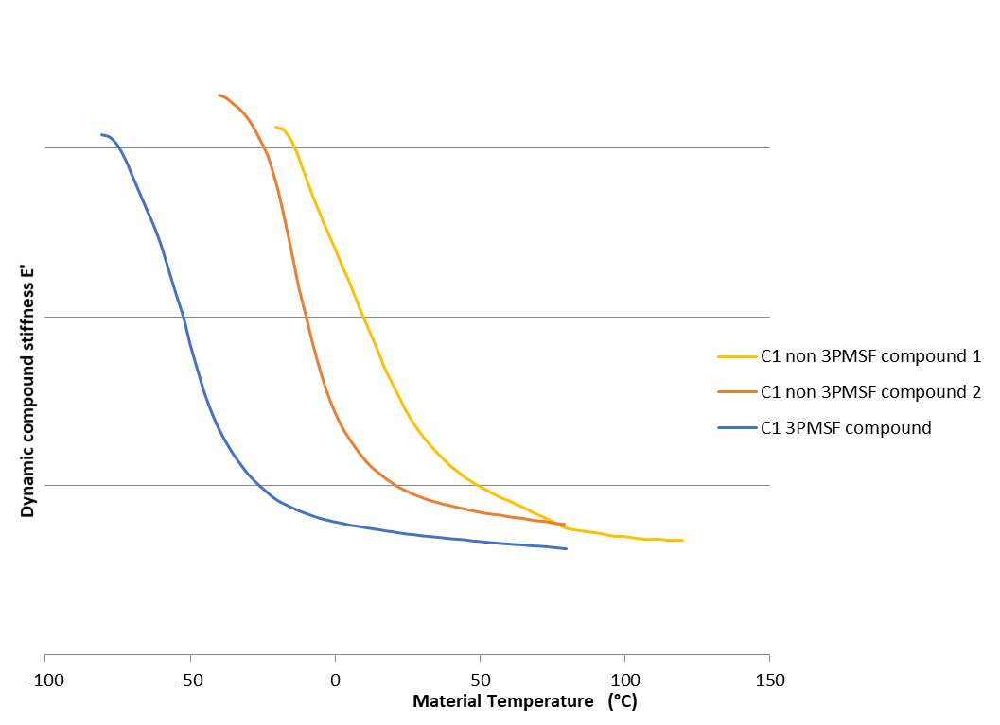 Dynamic compound stiffness E'
C1 non 3PMSF compound 1
C1 non 3PMSF compound 2
C1 3PMSF compound
-100 -50 0 50 100 150
Material Temperature (°C)